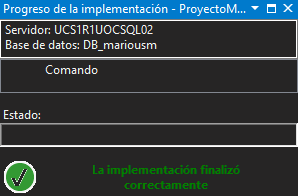 Progreso de la implementación - ProyectoM...
Servidor: UCS1R1UOCSQL02
Base de datos: DB_mariousm
Comando
Estado:
La implementación finalizó
correctamente